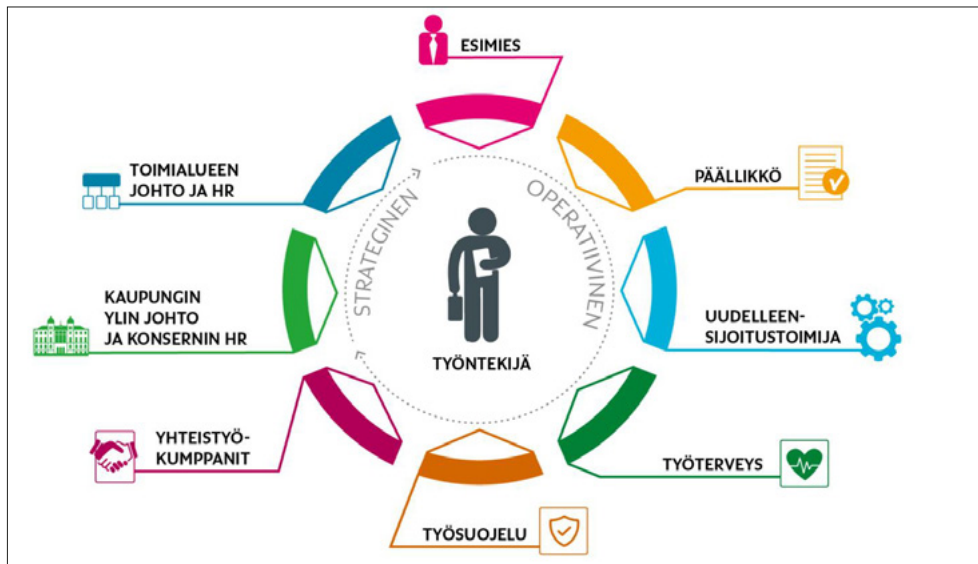 ESIMIES
PÄÄLLIKKÖ
UUDELLEEN-
SIJOITUSTOIMIJA
TYÖTERVEYS
TYÖSUOJELU
YHTEISTYÖ-
KUMPPANIT
KAUPUNGIN
YLIN JOHTO
JA KONSERNIN HR
TOIMIALUEEN
JOHTO JA HR
STRATEGINEN
OPERATIIVINEN
TYÖNTEKIJÄ